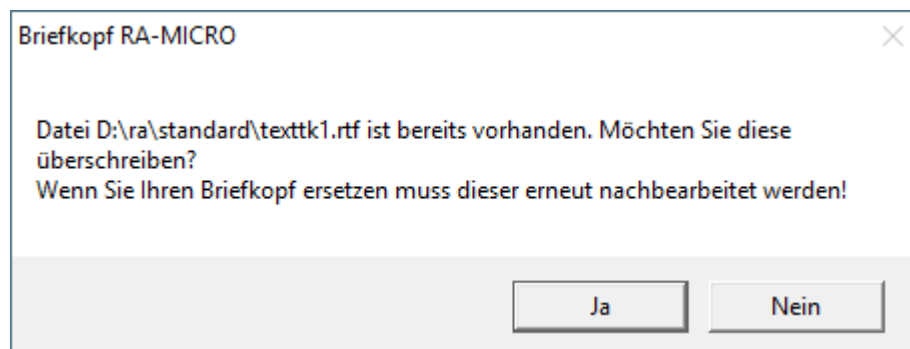 Briefkopf RA-MICRO
Datei D:\ra\standard\texttk1.rtf ist bereits vorhanden. Möchten Sie diese
überschreiben?
Wenn Sie Ihren Briefkopf ersetzen muss dieser erneut nachbearbeitet werden!
Ja
Nein